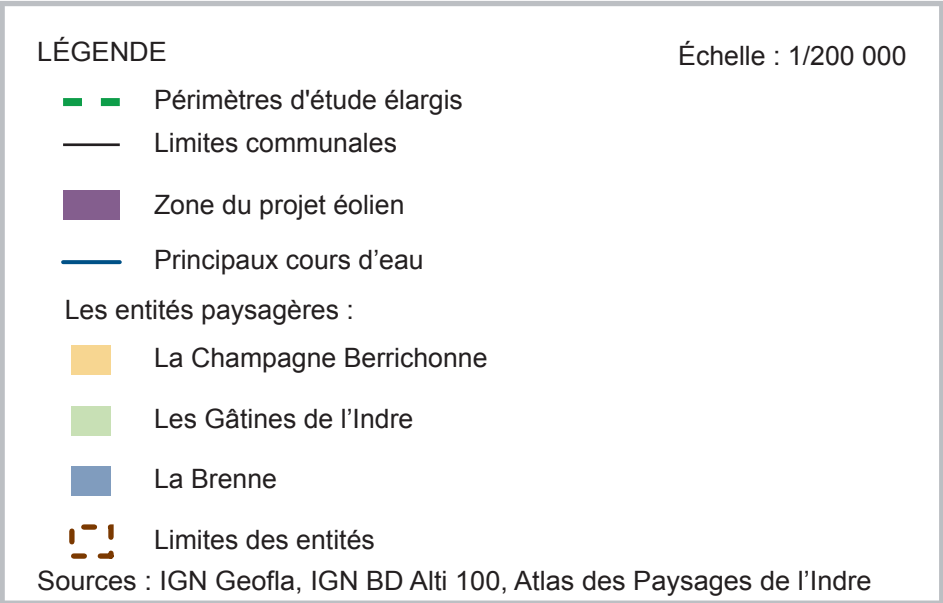 LÉGENDE
Échelle : 1/200 000
Périmètres d'étude élargis
Limites communales
Zone du projet éolien
Principaux cours d’eau
Les entités paysagères :
La Champagne Berrichonne
Les Gâtines de l’Indre
La Brenne
Limites des entités
Sources : IGN Geofla, IGN BD Alti 100, Atlas des Paysages de l’Indre